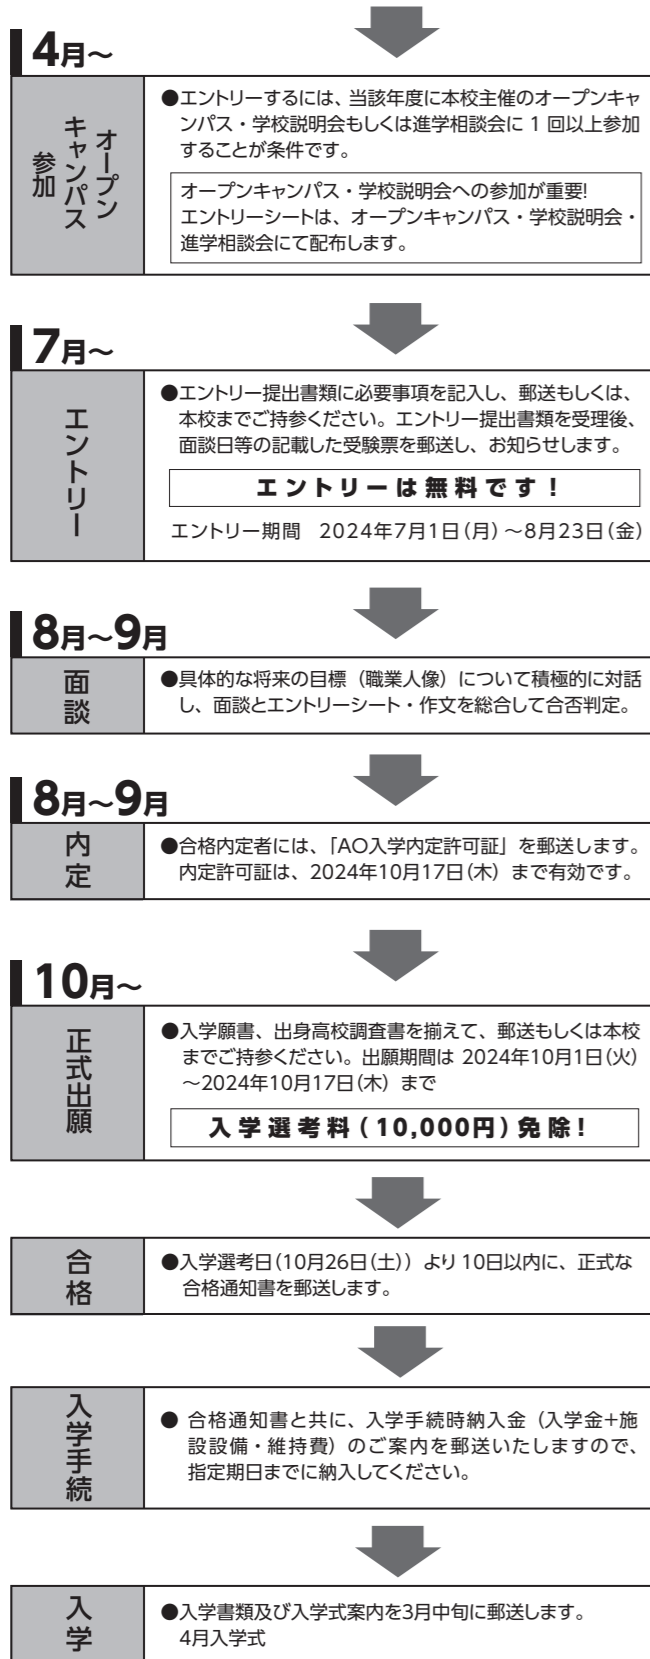 4月～
オープン
キャンパス
参加
●エントリーするには、当該年度に本校主催のオープンキャ
ンパス・学校説明会もしくは進学相談会に 1 回以上参加
することが条件です。
オープンキャンパス・学校説明会への参加が重要!
エントリーシートは、オープンキャンパス・学校説明会・
進学相談会にて配布します。
7月～
エントリー
●エントリー提出書類に必要事項を記入し、郵送もしくは、
本校までご持参ください。エントリー提出書類を受理後、
面談日等の記載した受験票を郵送し、お知らせします。
エントリーは無料です！
エントリー期間　2024年7月1日(月)～8月23日(金)
8月～9月
面談
●具体的な将来の目標（職業人像）について積極的に対話
し、面談とエントリーシート・作文を総合して合否判定。
8月～9月
内定
●合格内定者には、「AO入学内定許可証」を郵送します。
内定許可証は、2024年10月17日(木) まで有効です。
10月～
正式出願
●入学願書、出身高校調査書を揃えて、郵送もしくは本校
までご持参ください。出願期間は 2024年10月1日(火)
～2024年10月17日(木) まで
入学選考料（10,000円）免除！
合格
●入学選考日(10月26日(土)) より 10日以内に、正式な
合格通知書を郵送します。
入学手続
● 合格通知書と共に、入学手続時納入金（入学金+施
設設備・維持費）のご案内を郵送いたしますので、
指定期日までに納入してください。
入学
●入学書類及び入学式案内を3月中旬に郵送します。
4月入学式